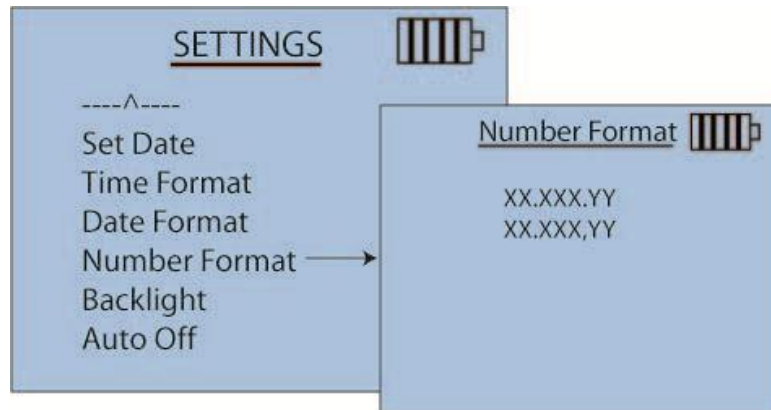 SETTINGS
----^----
Set Date
Time Format
Date Format
Number Format
Backlight
Auto Off
Number Format
XX.XXX.YY
XX.XXX,YY